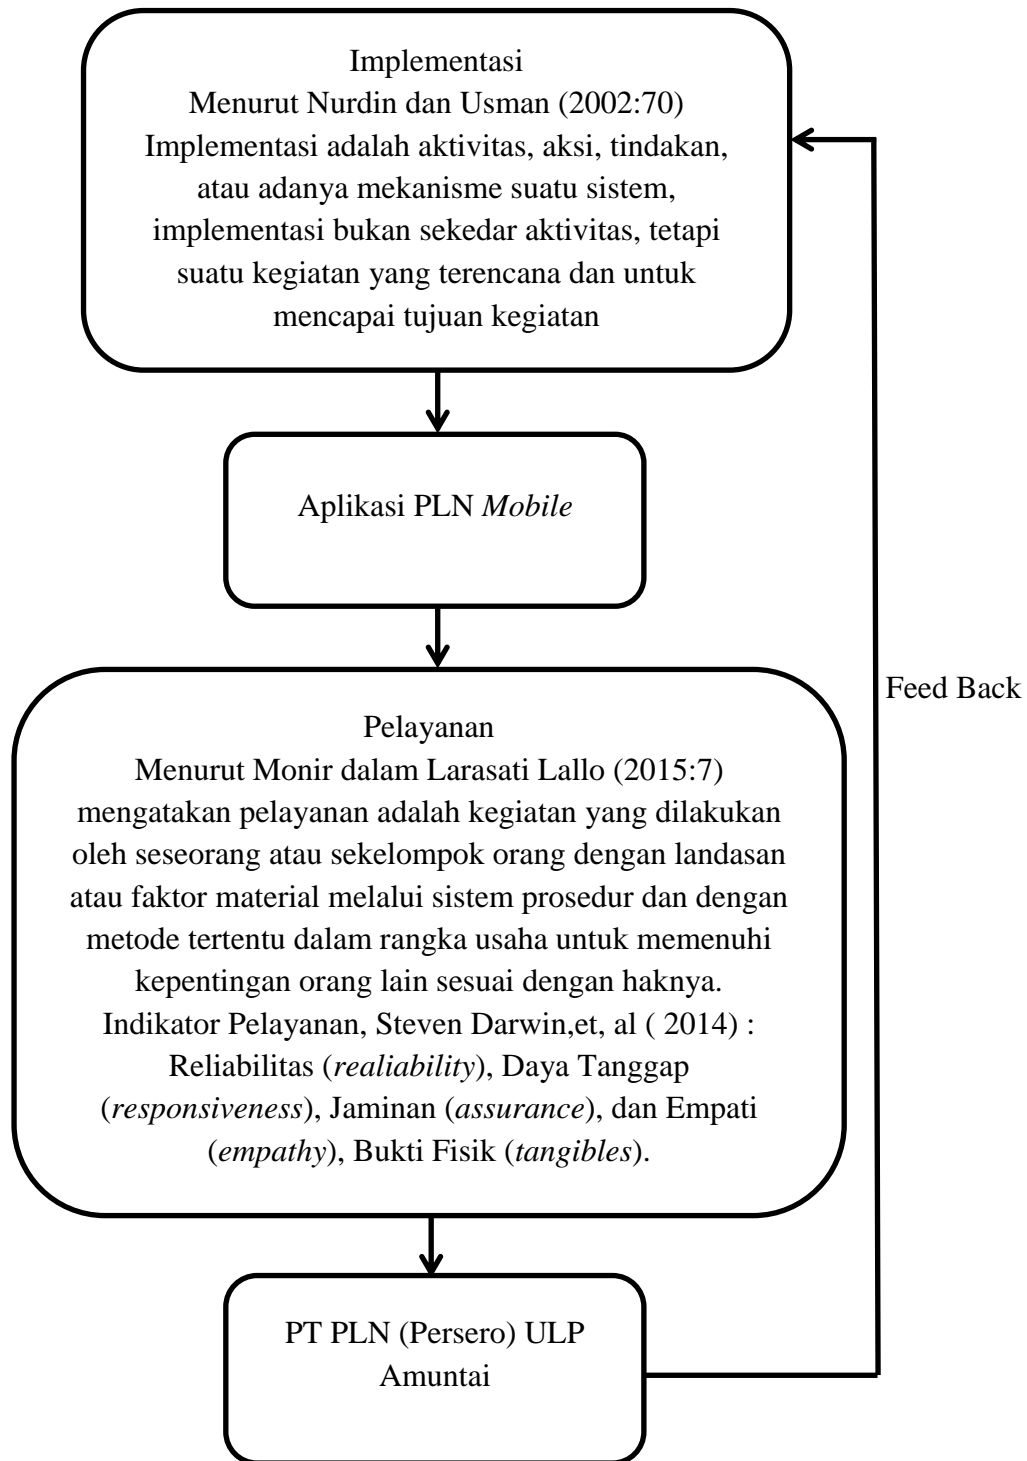 Implementasi
Menurut Nurdin dan Usman (2002:70)
Implementasi adalah aktivitas, aksi, tindakan,
atau adanya mekanisme suatu sistem,
implementasi bukan sekedar aktivitas, tetapi
suatu kegiatan yang terencana dan untuk
mencapai tujuan kegiatan
Aplikasi PLN Mobile
Feed Back
Pelayanan
Menurut Monir dalam Larasati Lallo (2015:7)
mengatakan pelayanan adalah kegiatan yang dilakukan
oleh seseorang atau sekelompok orang dengan landasan
atau faktor material melalui sistem prosedur dan dengan
metode tertentu dalam rangka usaha untuk memenuhi
kepentingan orang lain sesuai dengan haknya.
Indikator Pelayanan, Steven Darwin,et, al ( 2014) :
Reliabilitas (realiability), Daya Tanggap
(responsiveness), Jaminan (assurance), dan Empati
(empathy), Bukti Fisik (tangibles).
PT PLN (Persero) ULP
Amuntai